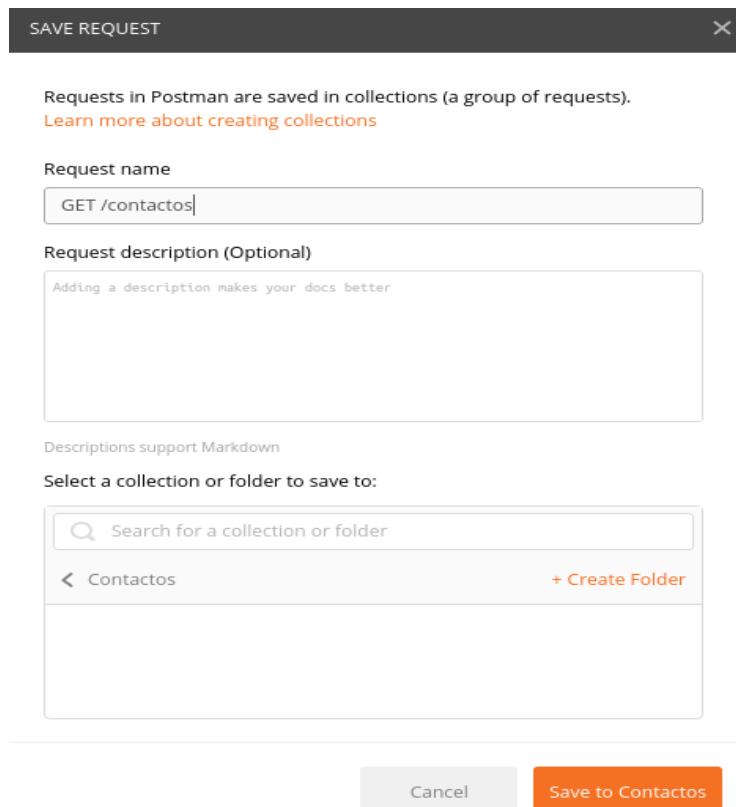 SAVE REQUEST
Requests in Postman are saved in collections (a group of requests).
Learn more about creating collections
Request name
GET /contactos
Request description (Optional)
Adding a description makes your docs better
Descriptions support Markdown
Select a collection or folder to save to:
Search for a collection or folder
Contactos + Create Folder
Cancel Save to Contactos